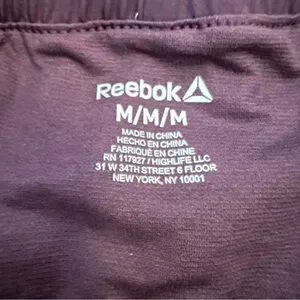 Reebok
M/M/M
MADE IN CHINA
HECHO EN CHINA
FABRIQUÉ EN CHINE
RN 117927 / HIGHLIFE LLC
31 W 34TH STREET 6 FLOOR
NEW YORK, NY 10001